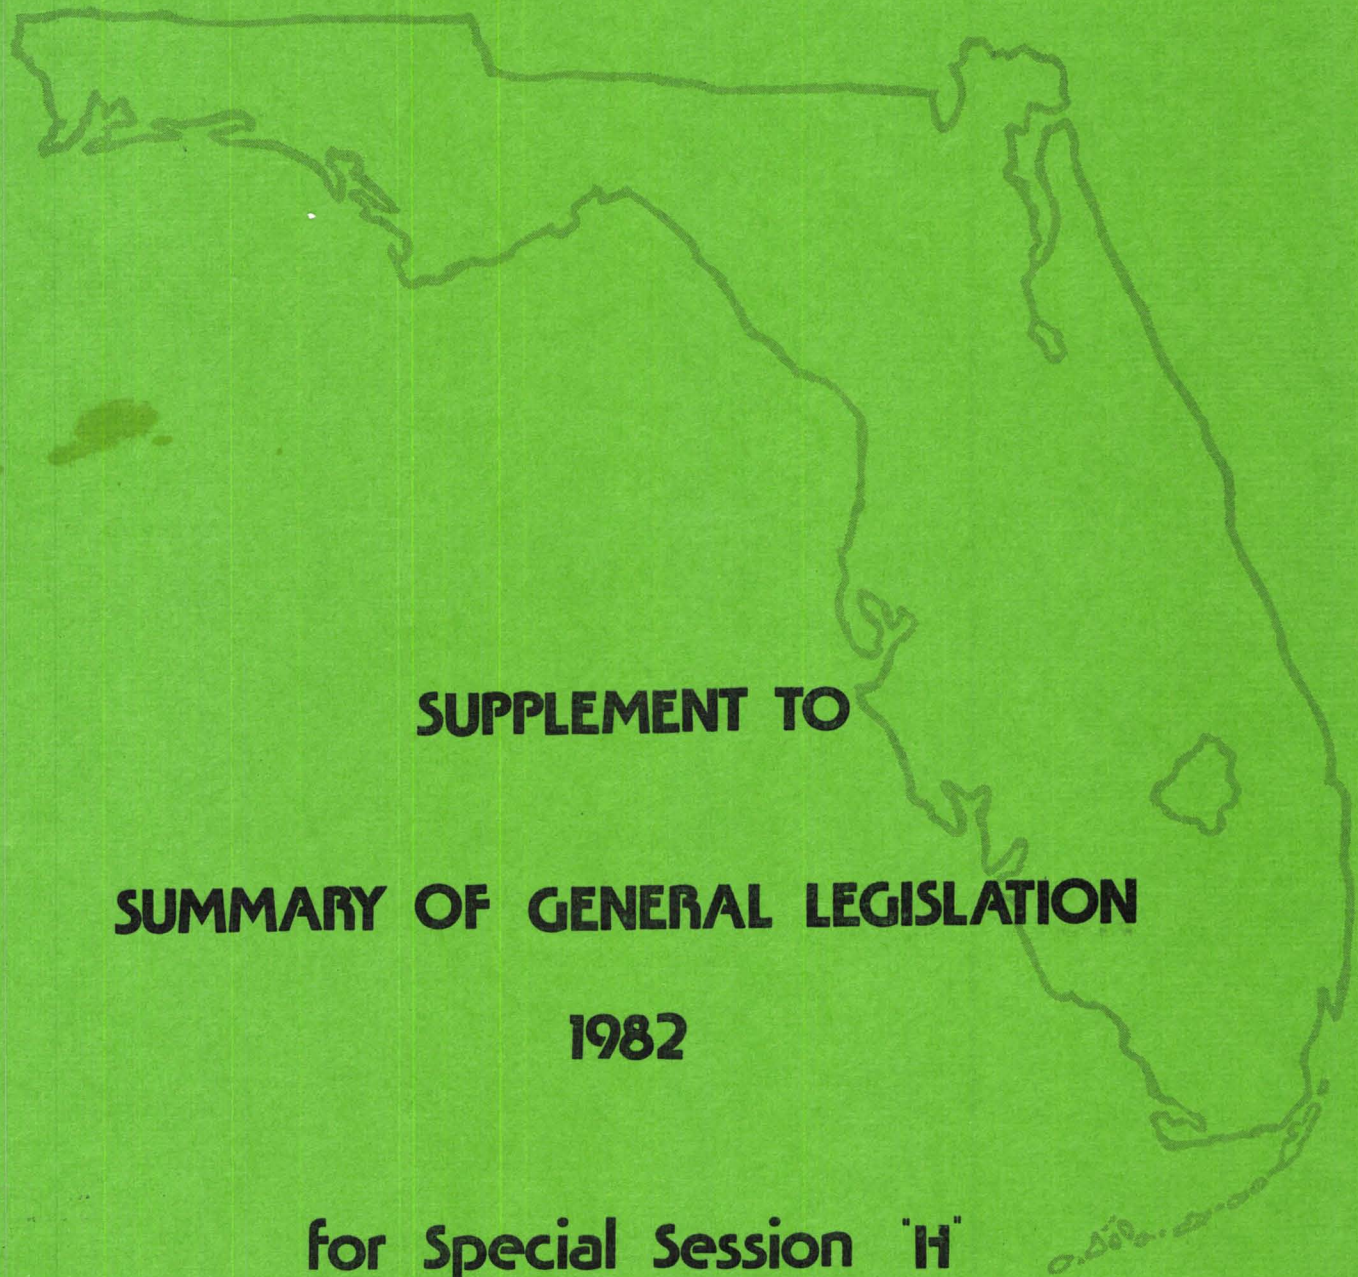 SUPPLEMENT TO
SUMMARY OF GENERAL LEGISLATION
1982
for Special Session "H"